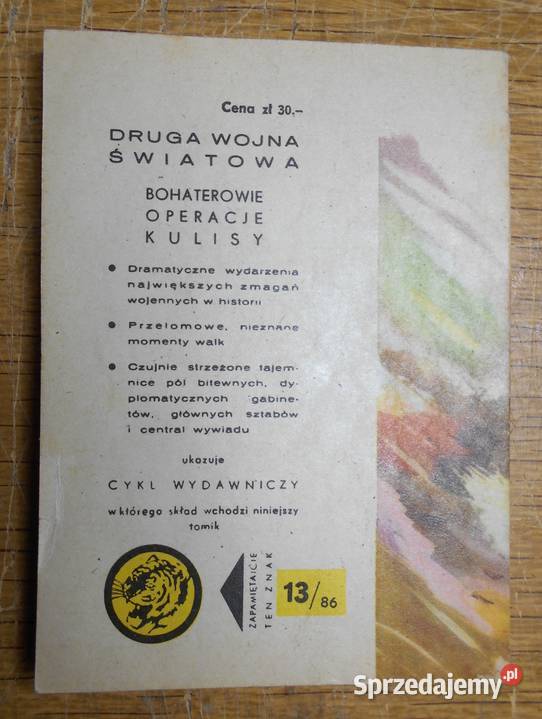 Cena zł 30.–
DRUGA WOJNA
ŚWIATOWA
BOHATEROWIE
OPERACJE
KULISY
● Dramatyczne wydarzenia
największych zmagań
wojennych w historii
● Przełomowe, nieznane
momenty walk
● Czujnie strzeżone tajem-
nice pól bitewnych, dy-
plomatycznych gabine-
tów, głównych sztabów
i central wywiadu
ukazuje
CYKL WYDAWNICZY
w którego skład wchodzi niniejszy
tomik
ZAPAMIĘTAJCIE
TEN ZNAK
13/86
Sprzedajemy.pl